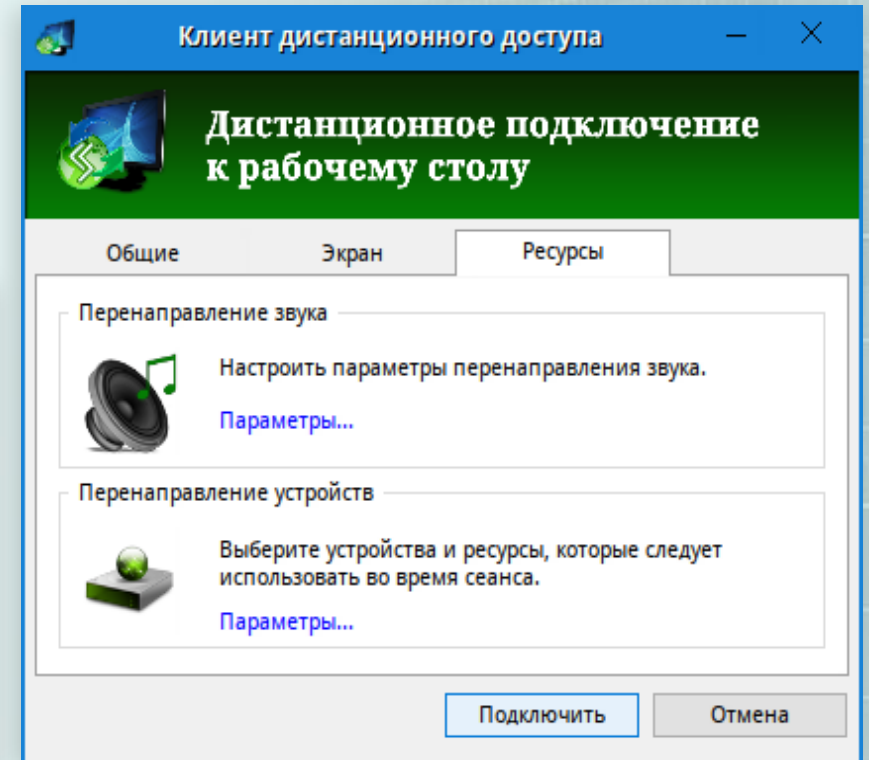 Клиент дистанционного доступа
Дистанционное подключение
к рабочему столу
Общие Экран Ресурсы
Перенаправление звука
Настроить параметры перенаправления звука.
Параметры...
Перенаправление устройств
Выберите устройства и ресурсы, которые следует
использовать во время сеанса.
Параметры...
Подключить Отмена